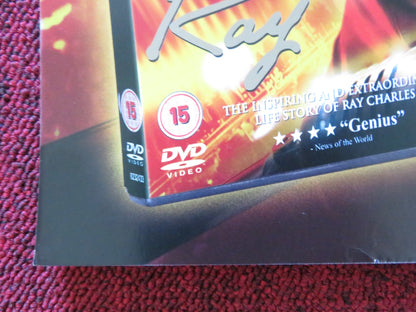 Ray
15
15
THE INSPIRING AND EXTRAORDIN
LIFE STORY OF RAY CHARLES
★★★★ “Genius”
- News of the World
DVD
VIDEO
DVD
VIDEO